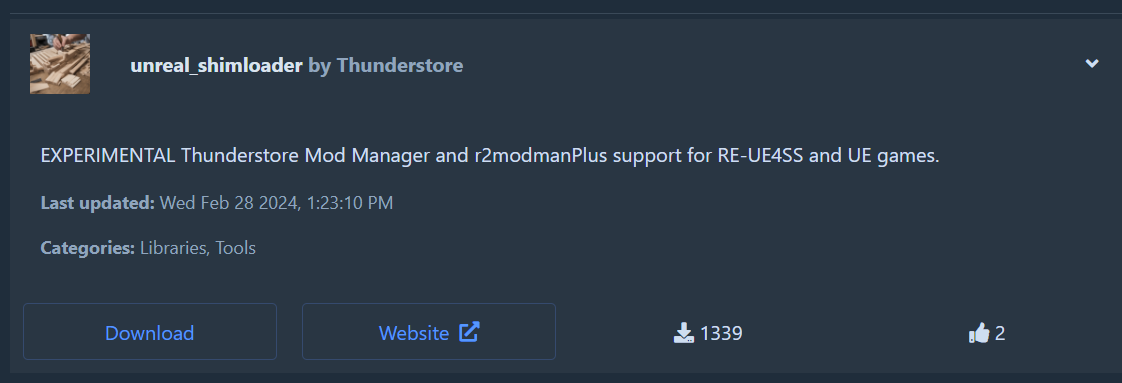 unreal_shimloader by Thunderstore
EXPERIMENTAL Thunderstore Mod Manager and r2modmanPlus support for RE-UE4SS and UE games.
Last updated: Wed Feb 28 2024, 1:23:10 PM
Categories: Libraries, Tools
Download Website 1339 2